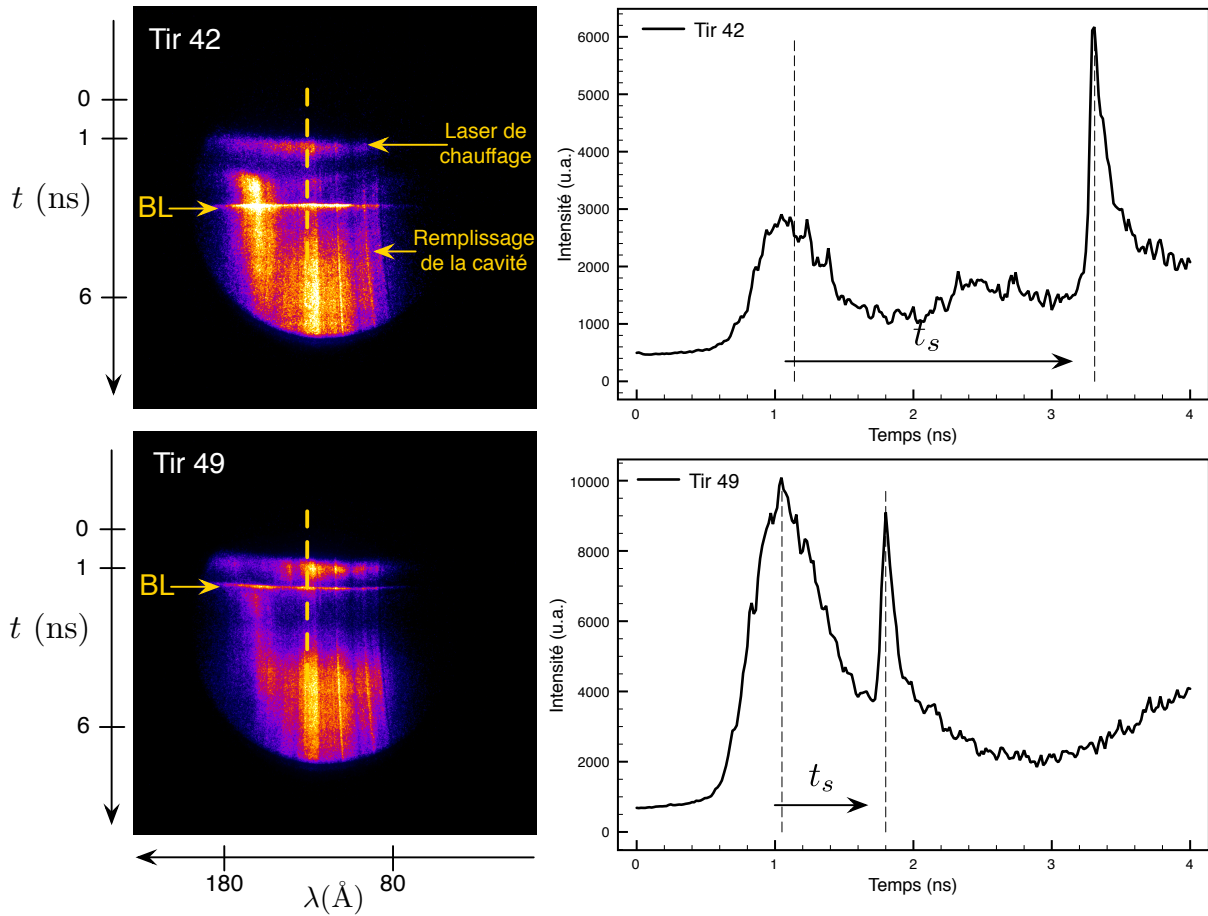 Tir 42
0
1
t (ns)
6
BL
Laser de
chauffage
Remplissage
de la cavité
Tir 42
6000
5000
4000
3000
2000
1000
0
Intensité (u.a.)
t_s
0
1
2
3
4
Temps (ns)
Tir 49
0
1
t (ns)
6
BL
180
80
λ(Å)
Tir 49
10000
8000
6000
4000
2000
0
Intensité (u.a.)
t_s
0
1
2
3
4
Temps (ns)